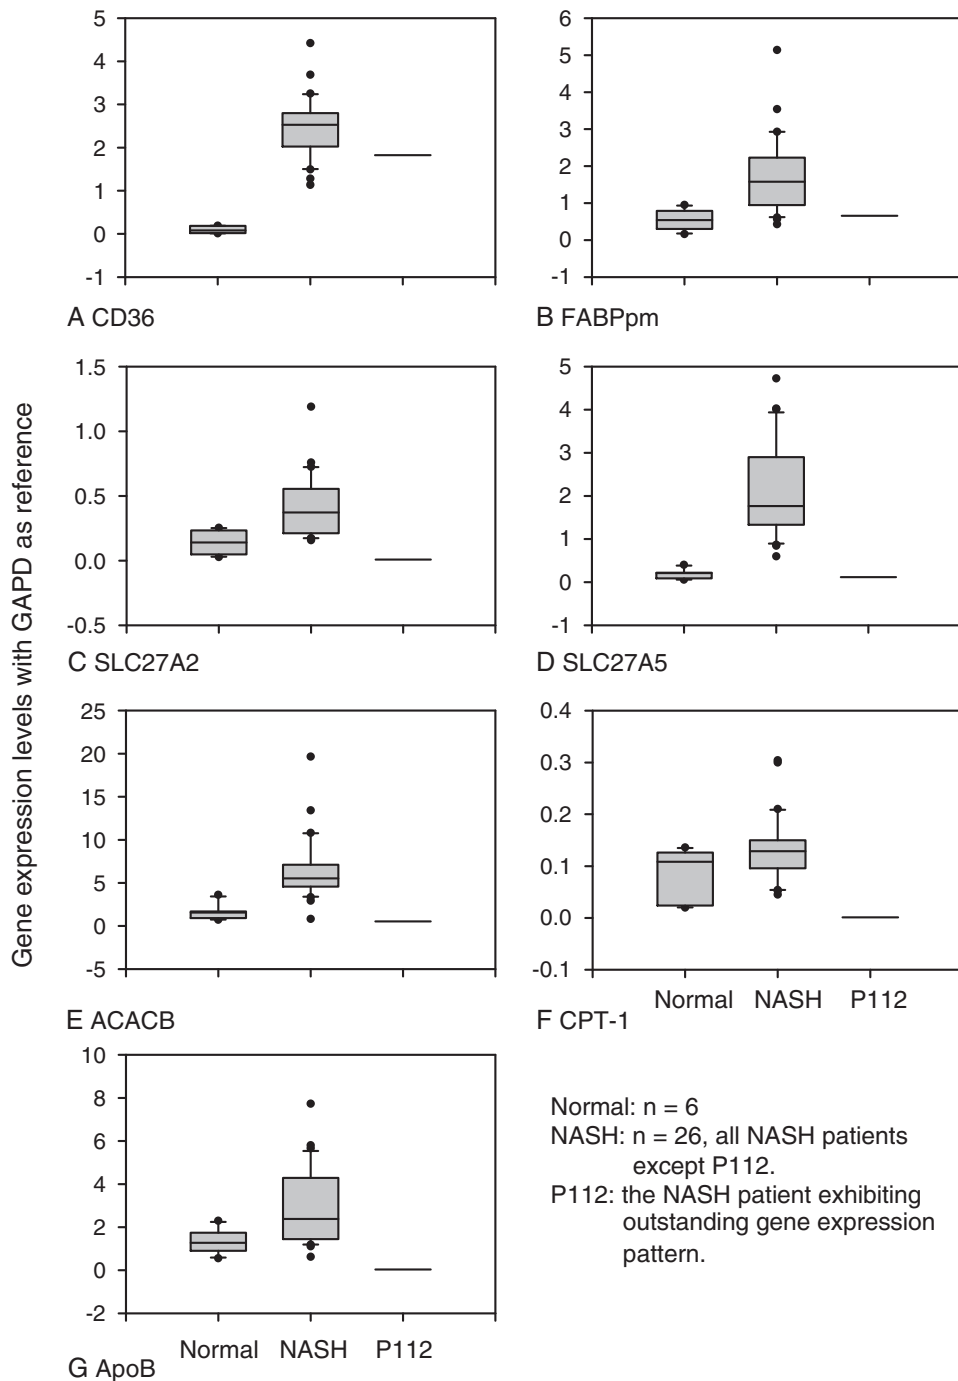 Gene expression levels with GAPD as reference
5
4
3
2
1
0
-1
A CD36
6
5
4
3
2
1
0
-1
B FABPpm
1.5
1.0
0.5
0.0
-0.5
C SLC27A2
5
4
3
2
1
0
-1
D SLC27A5
25
20
15
10
5
0
-5
E ACACB
0.4
0.3
0.2
0.1
0.0
-0.1
Normal NASH P112
F CPT-1
10
8
6
4
2
0
-2
Normal NASH P112
G ApoB
Normal: n = 6
NASH: n = 26, all NASH patients
except P112.
P112: the NASH patient exhibiting
outstanding gene expression
pattern.